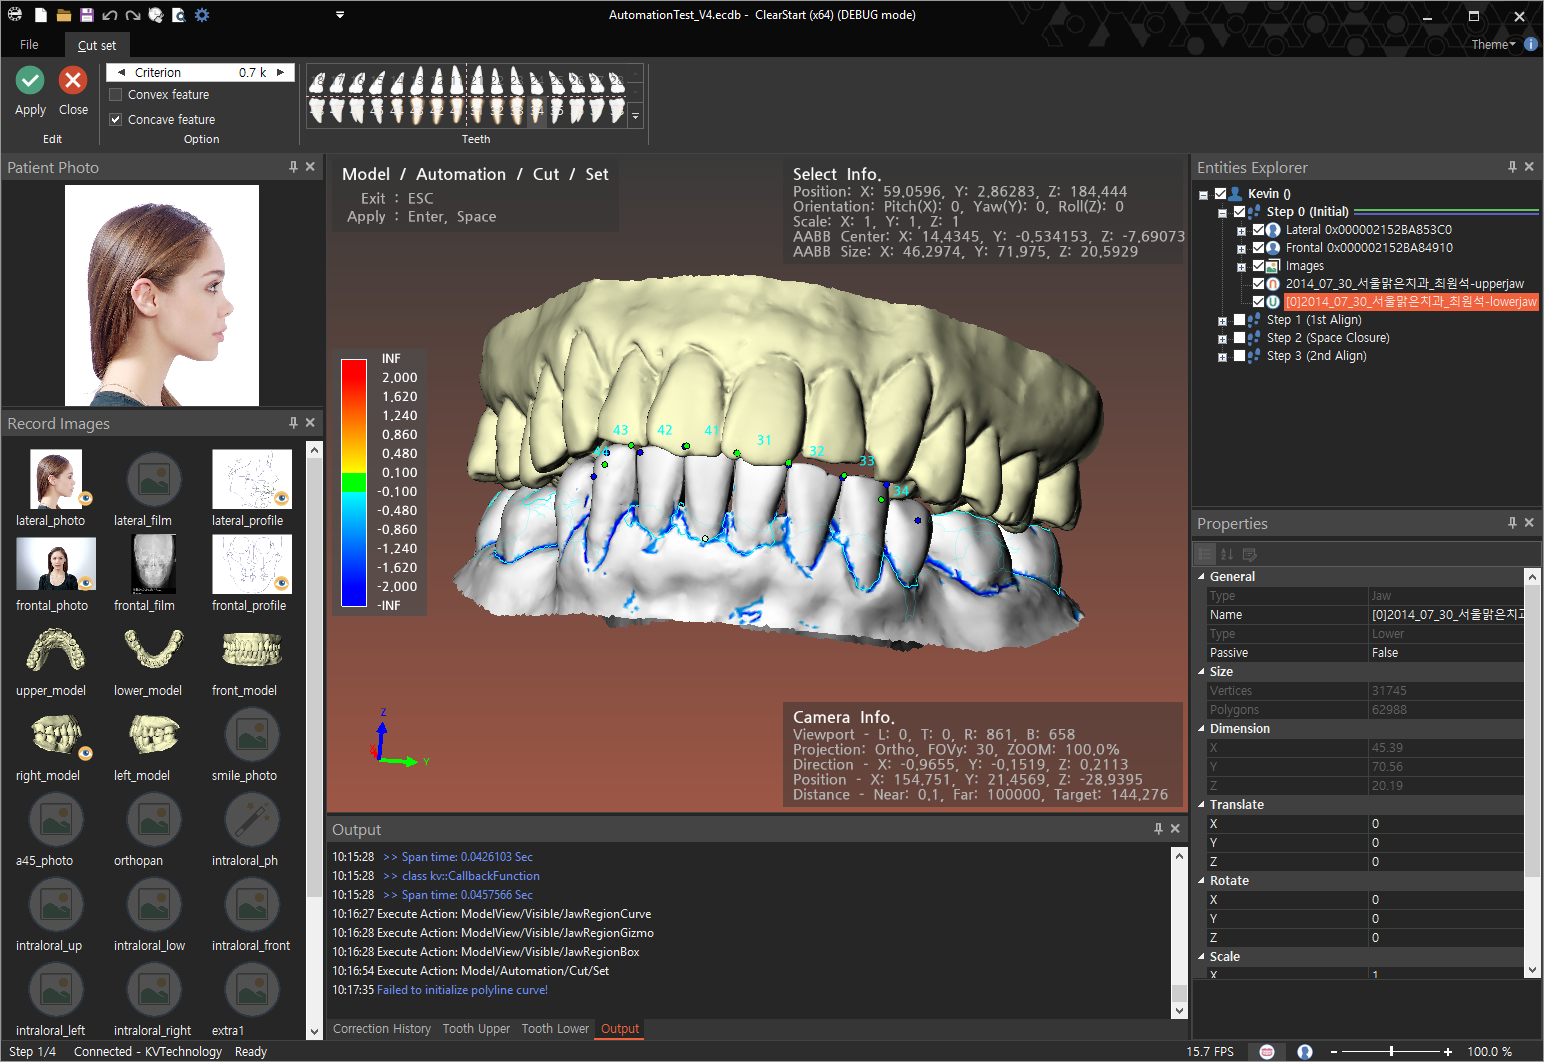 AutomationTest_V4.ecdb - ClearStart (x64) (DEBUG mode)
File
Cut set
Theme
Apply
Close
Edit
Criterion 0.7 k
Convex feature
Concave feature
Option
Teeth
Patient Photo
Record Images
lateral_photo
lateral_film
lateral_profile
frontal_photo
frontal_film
frontal_profile
upper_model
lower_model
front_model
right_model
left_model
smile_photo
a45_photo
orthopan
intraloral_ph
intraloral_up
intraloral_low
intraloral_front
intraloral_left
intraloral_right
extra1
Model / Automation / Cut / Set
Exit : ESC
Apply : Enter, Space
Select Info.
Position: X: 59.0596, Y: 2.86283, Z: 184.444
Orientation: Pitch(X): 0, Yaw(Y): 0, Roll(Z): 0
Scale: X: 1, Y: 1, Z: 1
AABB Center: X: 14.4345, Y: -0.534153, Z: -7.69073
AABB Size: X: 46.2974, Y: 71.975, Z: 20.5929
INF
2,000
1,620
1,240
0,860
0,480
0,100
-0,100
-0,480
-0,860
-1,240
-1,620
-2,000
-INF
44
43
42
41
31
32
33
34
Z
X
Y
Camera Info.
Viewport - L: 0, T: 0, R: 861, B: 658
Projection: Ortho, FOVy: 30, ZOOM: 100.0%
Direction - X: -0.9655, Y: -0.1519, Z: 0.2113
Position - X: 154.751, Y: 21.4569, Z: -28.9395
Distance - Near: 0.1, Far: 100000, Target: 144.276
Output
10:15:28 >> Span time: 0.0426103 Sec
10:15:28 >> class kv::CallbackFunction
10:15:28 >> Span time: 0.0457566 Sec
10:16:27 Execute Action: ModelView/Visible/JawRegionCurve
10:16:28 Execute Action: ModelView/Visible/JawRegionGizmo
10:16:28 Execute Action: ModelView/Visible/JawRegionBox
10:16:54 Execute Action: Model/Automation/Cut/Set
10:17:35 Failed to initialize polyline curve!
Correction History
Tooth Upper
Tooth Lower
Output
Entities Explorer
Kevin ()
Step 0 (Initial)
Lateral 0x000002152BA853C0
Frontal 0x000002152BA84910
Images
2014_07_30_서울맑은치과_최원석-upperjaw
[0]2014_07_30_서울맑은치과_최원석-lowerjaw
Step 1 (1st Align)
Step 2 (Space Closure)
Step 3 (2nd Align)
Properties
General
Type Jaw
Name [0]2014_07_30_서울맑은치과
Type Lower
Passive False
Size
Vertices 31745
Polygons 62988
Dimension
X 45.39
Y 70.56
Z 20.19
Translate
X 0
Y 0
Z 0
Rotate
X 0
Y 0
Z 0
Scale
X 1
Step 1/4
Connected - KVTechnology
Ready
15.7 FPS
100.0 %